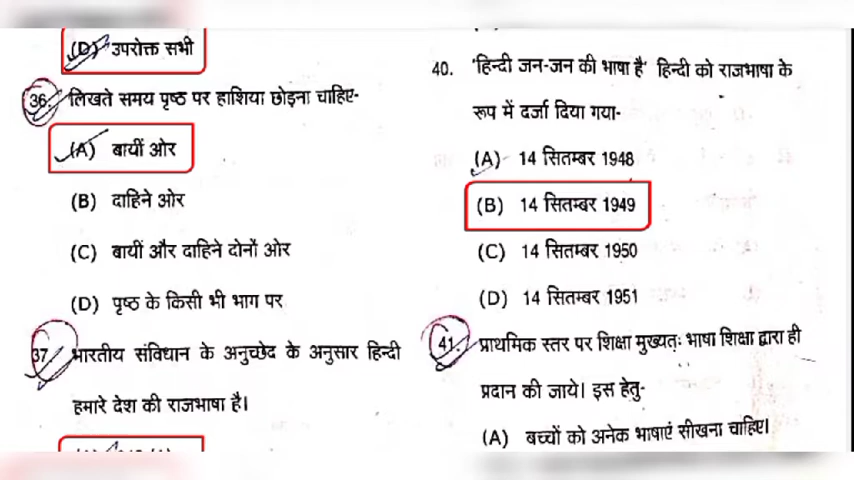 (D) उपरोक्त सभी
36. लिखते समय पृष्ठ पर हाशिया छोड़ना चाहिए-
(A) बायीं ओर
(B) दाहिने ओर
(C) बायीं और दाहिने दोनों ओर
(D) पृष्ठ के किसी भी भाग पर
37. भारतीय संविधान के अनुच्छेद के अनुसार हिन्दी
हमारे देश की राजभाषा है।
40. 'हिन्दी जन-जन की भाषा है' हिन्दी को राजभाषा के
रूप में दर्जा दिया गया-
(A) 14 सितम्बर 1948
(B) 14 सितम्बर 1949
(C) 14 सितम्बर 1950
(D) 14 सितम्बर 1951
41. प्राथमिक स्तर पर शिक्षा मुख्यतः भाषा शिक्षा द्वारा ही
प्रदान की जाये। इस हेतु-
(A) बच्चों को अनेक भाषाएं सीखना चाहिए।